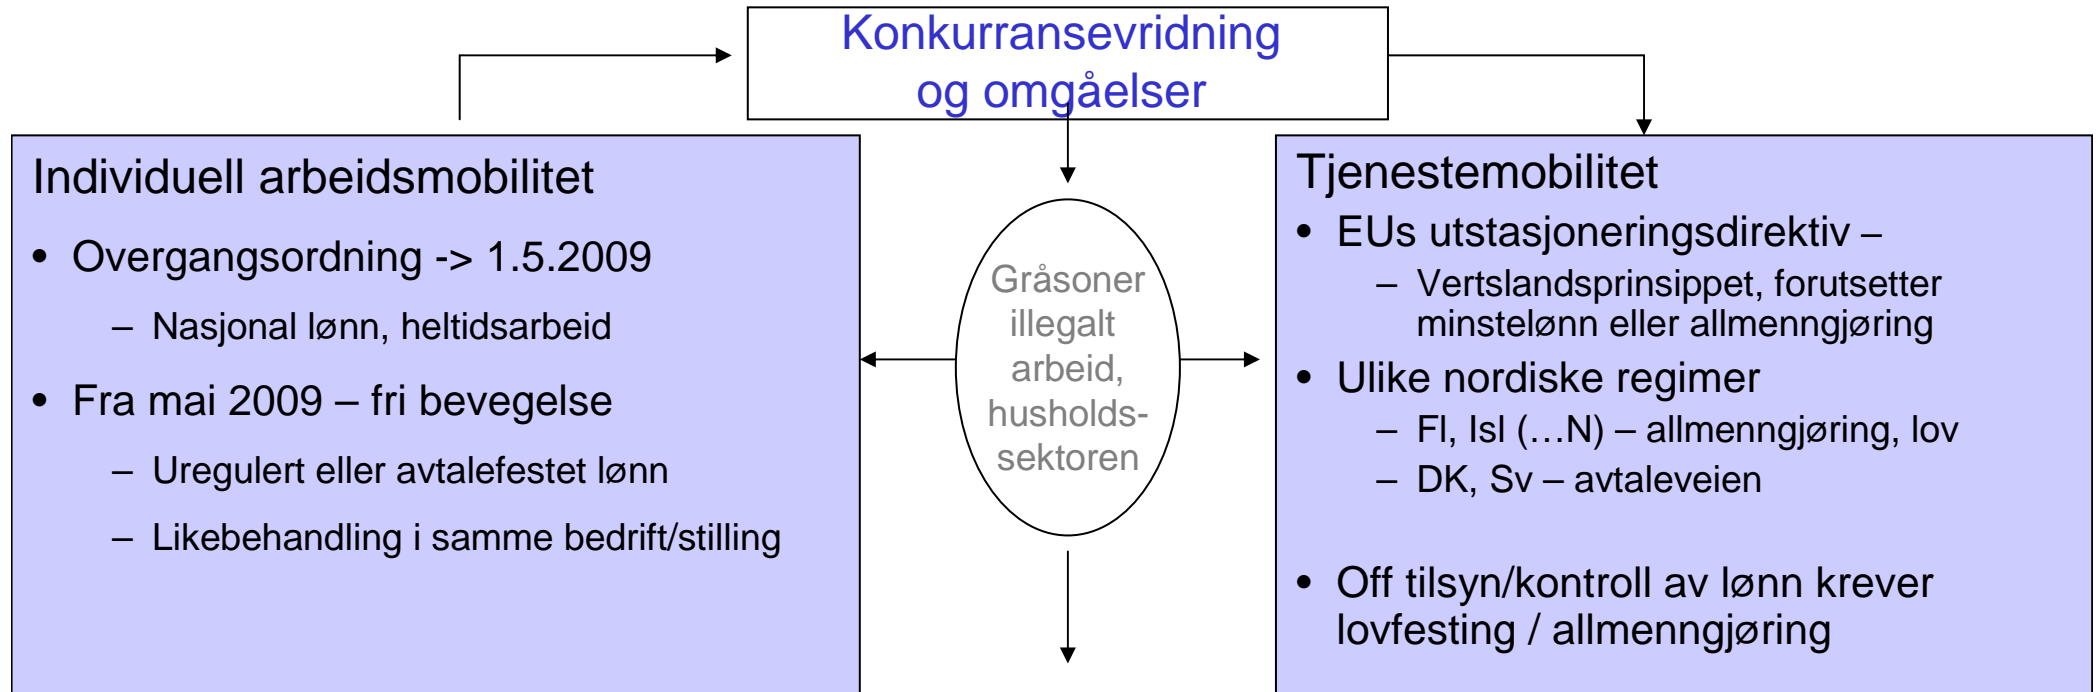 Konkurransevridning
og omgåelser
Individuell arbeidsmobilitet
• Overgangsordning -> 1.5.2009
– Nasjonal lønn, heltidsarbeid
• Fra mai 2009 – fri bevegelse
– Uregulert eller avtalefestet lønn
– Likebehandling i samme bedrift/stilling
Gråsoner
illegalt
arbeid,
husholds-
sektoren
Tjenestemobilitet
• EUs utstasjoneringsdirektiv –
– Vertslandsprinsippet, forutsetter
minstelønn eller allmenngjøring
• Ulike nordiske regimer
– Fl, Isl (…N) – allmenngjøring, lov
– DK, Sv – avtaleveien
• Off tilsyn/kontroll av lønn krever
lovfesting / allmenngjøring